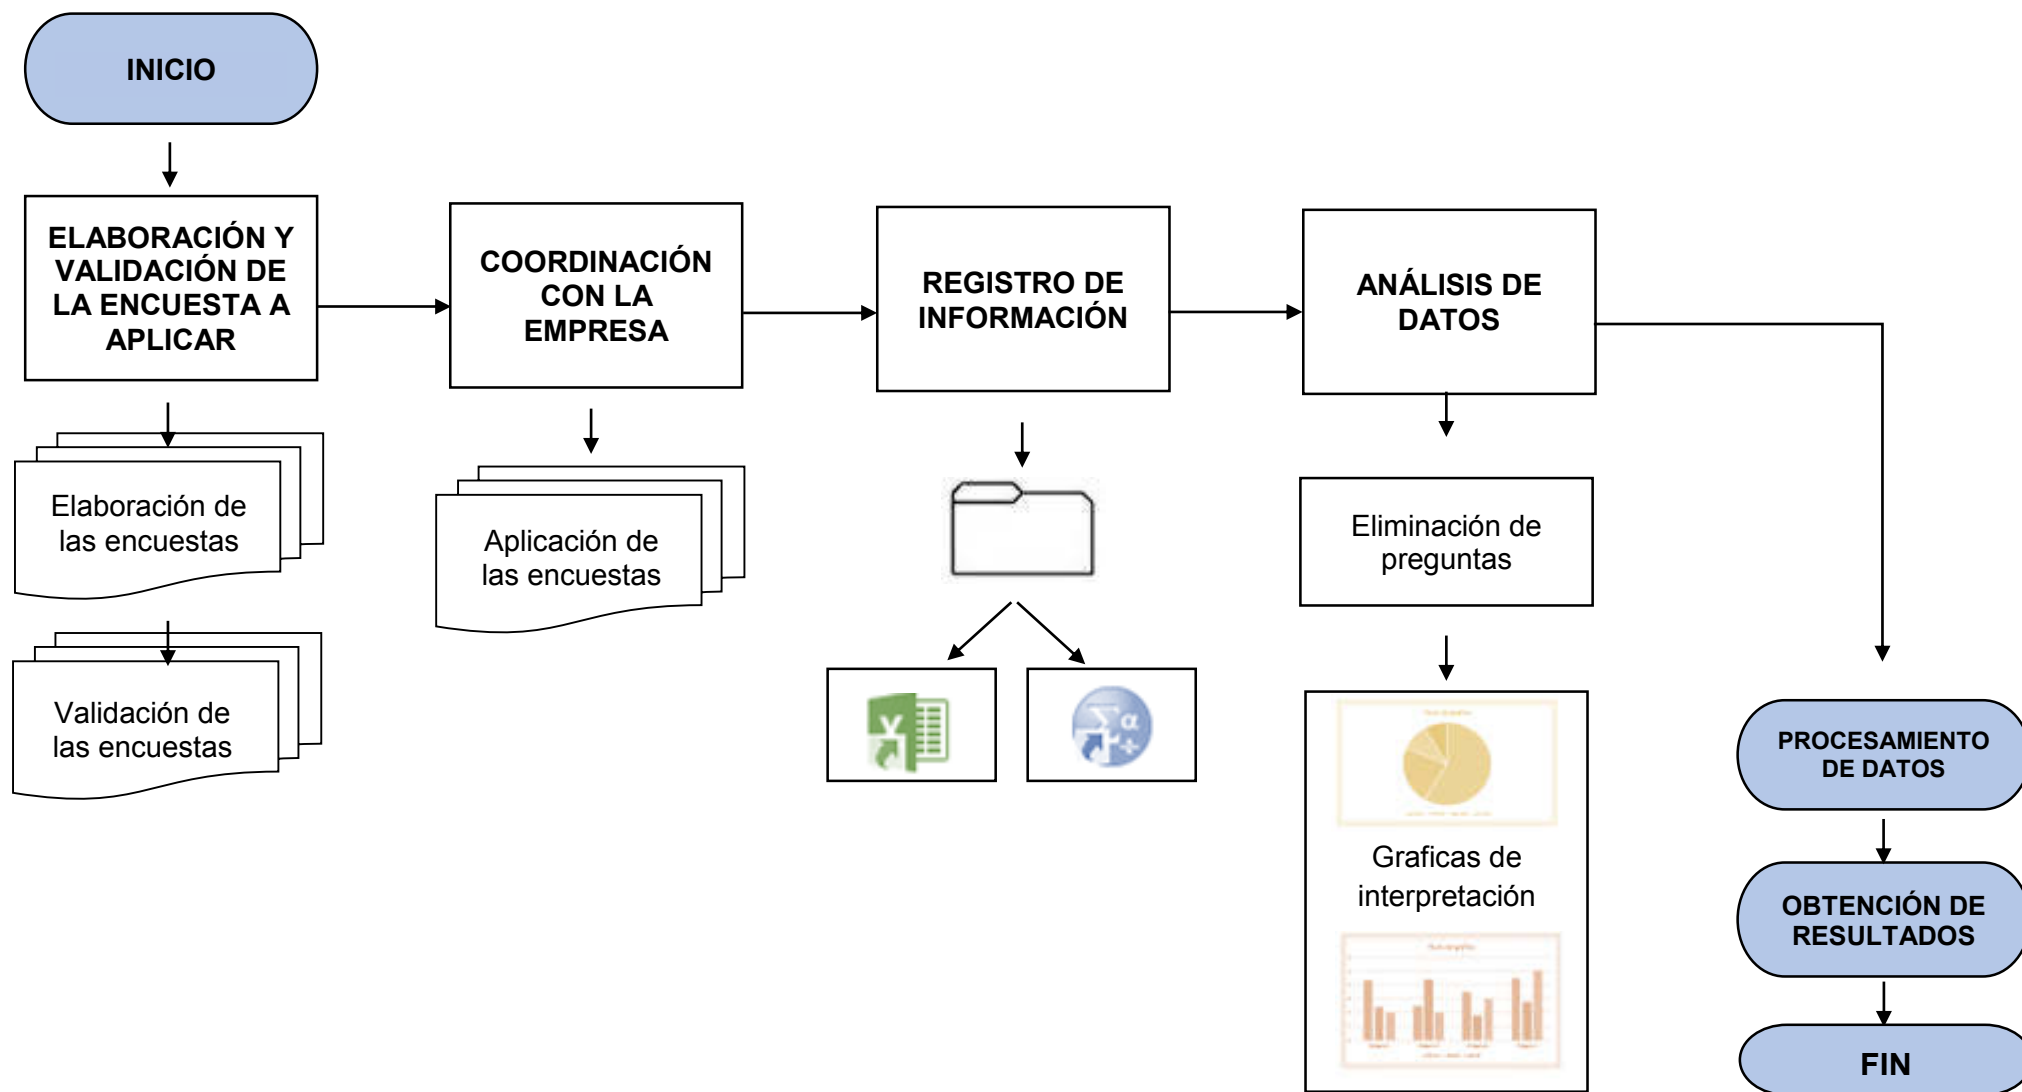 INICIO
ELABORACIÓN Y
VALIDACIÓN DE
LA ENCUESTA A
APLICAR
COORDINACIÓN
CON LA
EMPRESA
REGISTRO DE
INFORMACIÓN
ANÁLISIS DE
DATOS
Elaboración de
las encuestas
Aplicación de
las encuestas
Eliminación de
preguntas
Validación de
las encuestas
Graficas de
interpretación
PROCESAMIENTO
DE DATOS
OBTENCIÓN DE
RESULTADOS
FIN